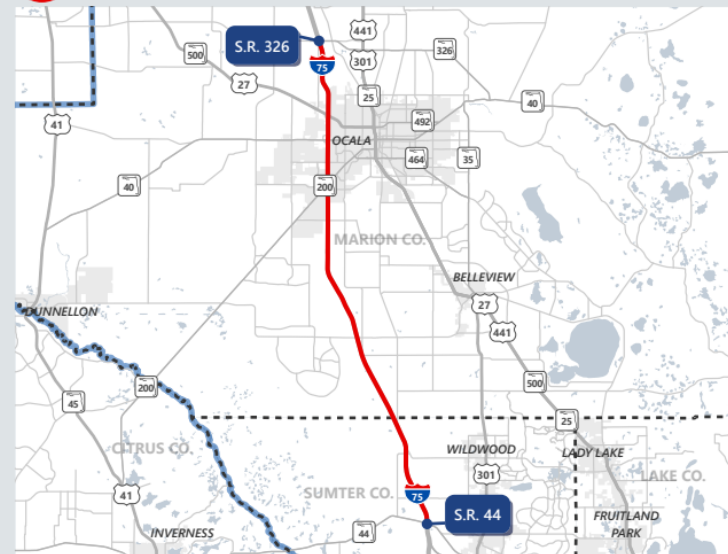 441
S.R. 326
326
500
301
75
27
25
40
41
492
OCALA
464
35
40
200
MARION CO.
BELLEVIEW
27
DUNNELLON
441
200
500
45
25
CITRUS CO.
WILDWOOD
LADY LAKE
301
LAKE CO.
SUMTER CO.
75
41
S.R. 44
FRUITLAND
PARK
INVERNESS
44